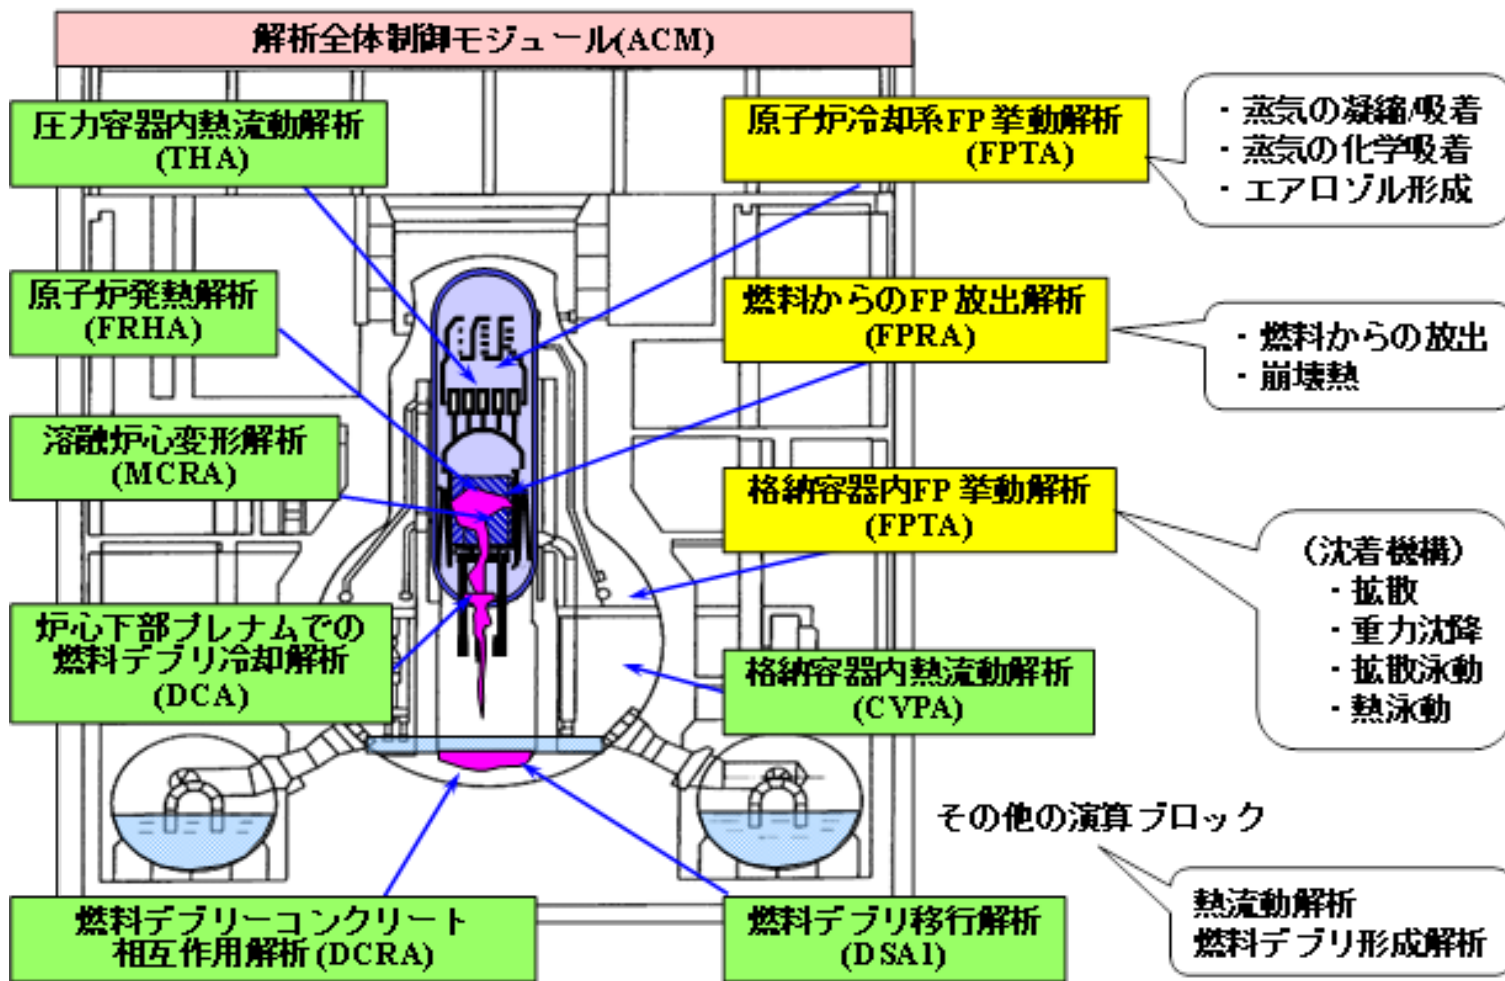 解析全体制御モジュール(ACM)
圧力容器内熱流動解析
(THA)
原子炉冷却系FP 挙動解析
(FPTA)
・蒸気の凝縮/吸着
・蒸気の化学吸着
・エアロゾル形成
原子炉発熱解析
(FRHA)
燃料からのFP 放出解析
(FPRA)
・燃料からの放出
・崩壊熱
溶融炉心変形解析
(MCRA)
格納容器内FP 挙動解析
(FPTA)
(沈着機構)
・拡散
・重力沈降
・拡散泳動
・熱泳動
炉心下部プレナムでの
燃料デブリ冷却解析
(DCA)
格納容器内熱流動解析
(CVPA)
その他の演算ブロック
熱流動解析
燃料デブリ形成解析
燃料デブリーコンクリート
相互作用解析(DCRA)
燃料デブリ移行解析
(DSA1)